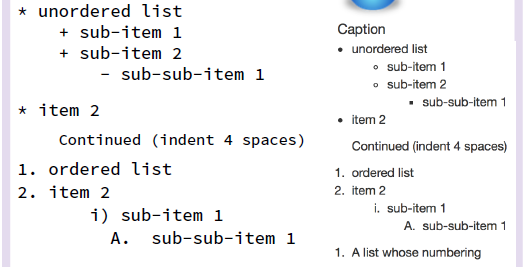 * unordered list
+ sub-item 1
+ sub-item 2
- sub-sub-item 1
* item 2
Continued (indent 4 spaces)
1. ordered list
2. item 2
i) sub-item 1
A. sub-sub-item 1
Caption
• unordered list
◦ sub-item 1
◦ sub-item 2
▪ sub-sub-item 1
• item 2
Continued (indent 4 spaces)
1. ordered list
2. item 2
i. sub-item 1
A. sub-sub-item 1
1. A list whose numbering